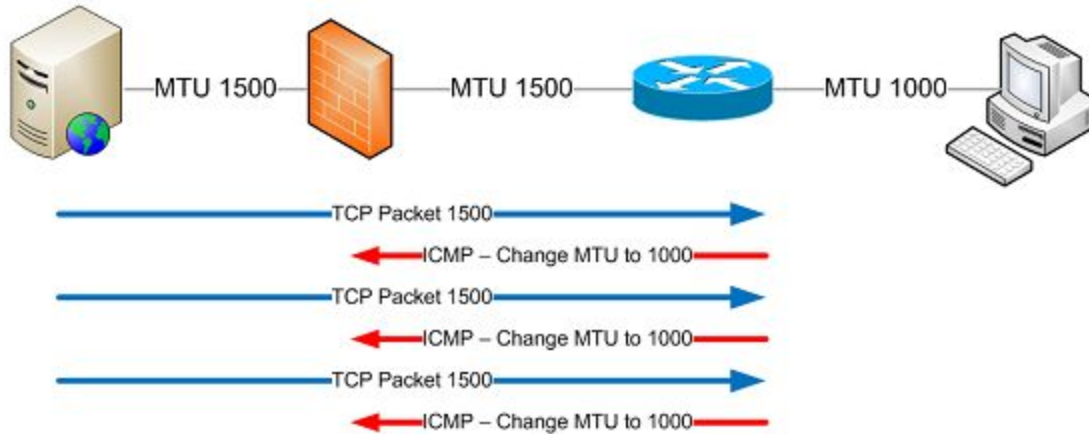 MTU 1500
MTU 1500
MTU 1000
TCP Packet 1500
ICMP – Change MTU to 1000
TCP Packet 1500
ICMP – Change MTU to 1000
TCP Packet 1500
ICMP – Change MTU to 1000